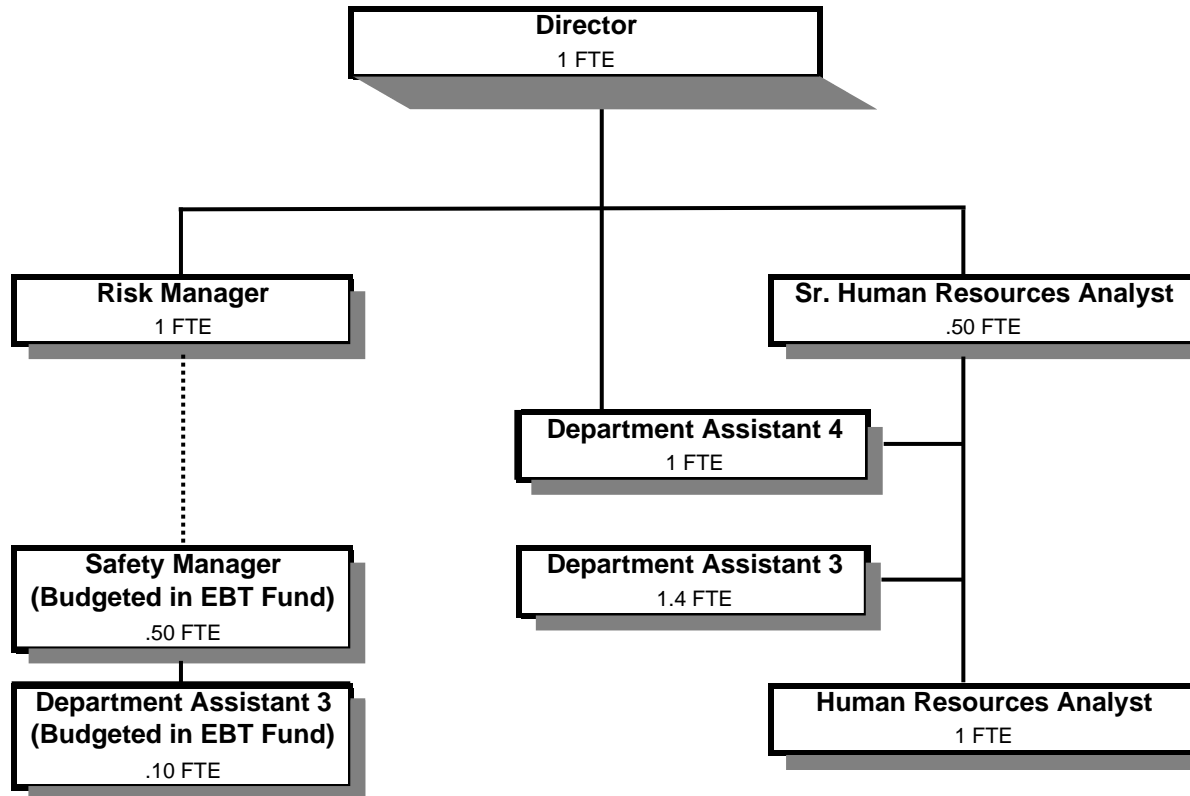 Director
1 FTE
Risk Manager
1 FTE
Sr. Human Resources Analyst
.50 FTE
Department Assistant 4
1 FTE
Safety Manager
(Budgeted in EBT Fund)
.50 FTE
Department Assistant 3
1.4 FTE
Department Assistant 3
(Budgeted in EBT Fund)
.10 FTE
Human Resources Analyst
1 FTE